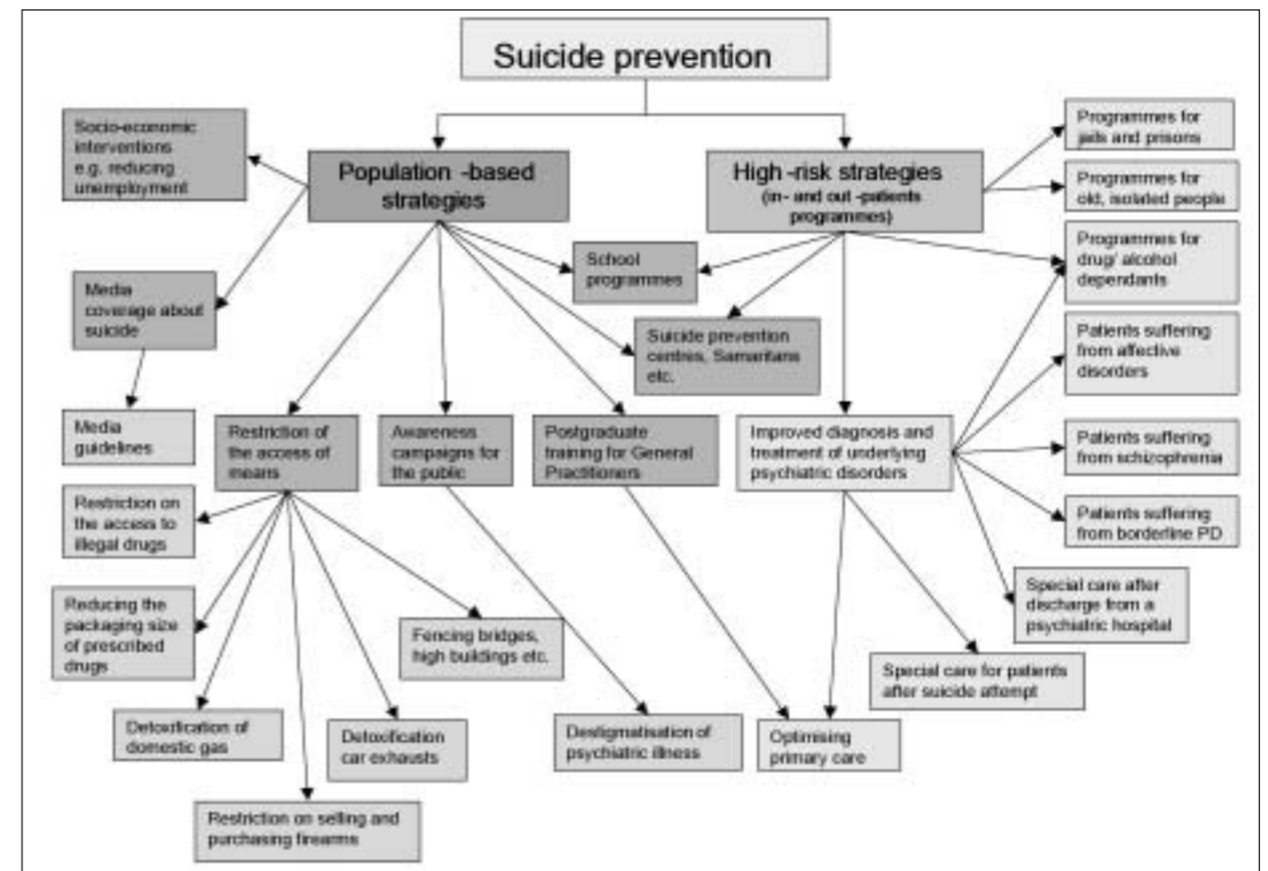 Suicide prevention
Socio-economic
interventions
e.g. reducing
unemployment
Population -based
strategies
High -risk strategies
(in- and out -patients
programmes)
Programmes for
jails and prisons
Programmes for
old, isolated people
Programmes for
drug/ alcohol
dependants
School
programmes
Media
coverage about
suicide
Suicide prevention
centres, Samaritans
etc.
Patients suffering
from affective
disorders
Media
guidelines
Restriction of
the access of
means
Awareness
campaigns for
the public
Postgraduate
training for General
Practitioners
Improved diagnosis and
treatment of underlying
psychiatric disorders
Patients suffering
from schizophrenia
Restriction on
the access to
illegal drugs
Patients suffering
from borderline PD
Reducing the
packaging size
of prescribed
drugs
Fencing bridges,
high buildings etc.
Special care after
discharge from a
psychiatric hospital
Special care for patients
after suicide attempt
Detoxification of
domestic gas
Detoxification
car exhausts
Destigmatisation of
psychiatric illness
Optimising
primary care
Restriction on selling and
purchasing firearms